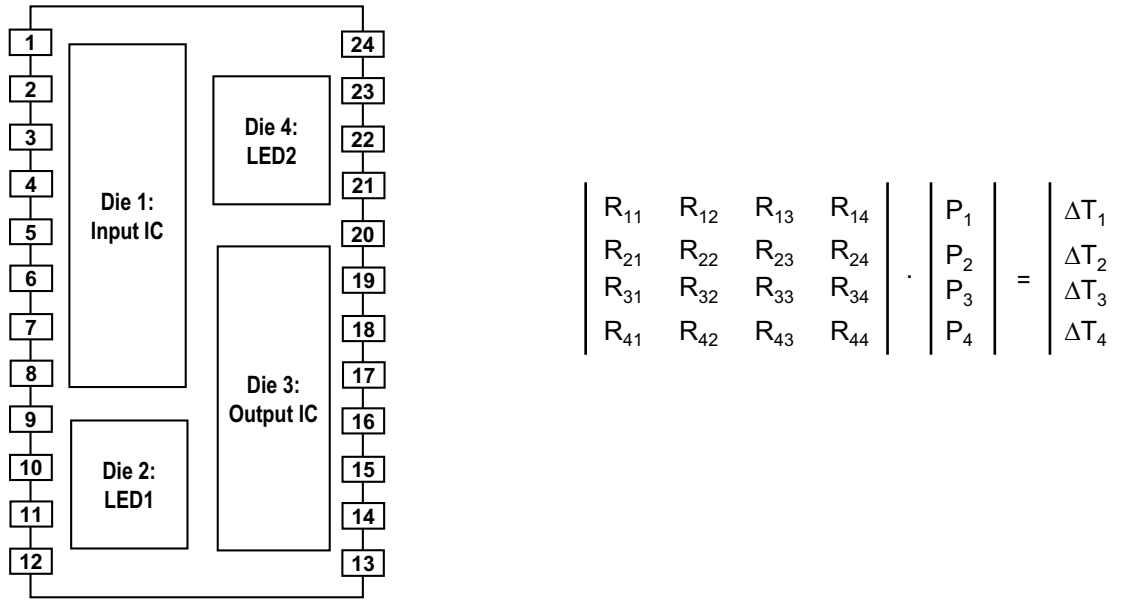 1
2
3
4
5
6
7
8
9
10
11
12
24
23
22
21
20
19
18
17
16
15
14
13
Die 1:
Input IC
Die 2:
LED1
Die 4:
LED2
Die 3:
Output IC
R₁₁ R₁₂ R₁₃ R₁₄ P₁ ΔT₁
R₂₁ R₂₂ R₂₃ R₂₄ P₂ ΔT₂
R₃₁ R₃₂ R₃₃ R₃₄ · P₃ = ΔT₃
R₄₁ R₄₂ R₄₃ R₄₄ P₄ ΔT₄